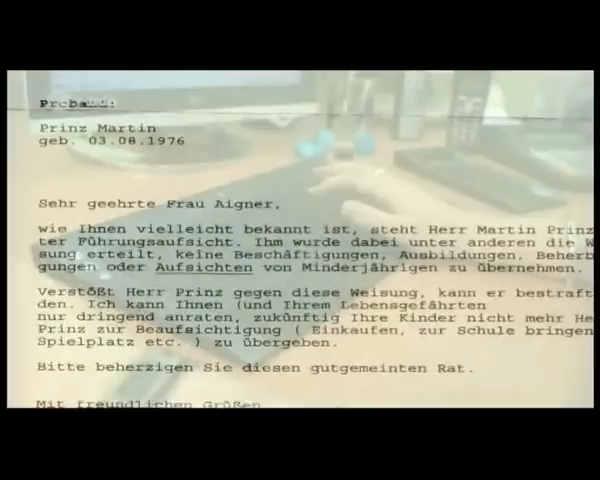 Proband:
Prinz Martin
geb. 03.08.1976
Sehr geehrte Frau Aigner,
wie Ihnen vielleicht bekannt ist, steht Herr Martin Prinz
ter Führungsaufsicht. Ihm wurde dabei unter anderen die W
sung erteilt, keine Beschäftigungen, Ausbildungen, Beherb
gungen oder Aufsichten von Minderjährigen zu übernehmen.
Verstößt Herr Prinz gegen diese Weisung, kann er bestraft
den. Ich kann Ihnen (und Ihrem Lebensgefährten
nur dringend anraten, zukünftig Ihre Kinder nicht mehr He
Prinz zur Beaufsichtigung ( Einkaufen, zur Schule bringen
Spielplatz etc. ) zu übergeben.
Bitte beherzigen Sie diesen gutgemeinten Rat.
Mit freundlichen Grüßen